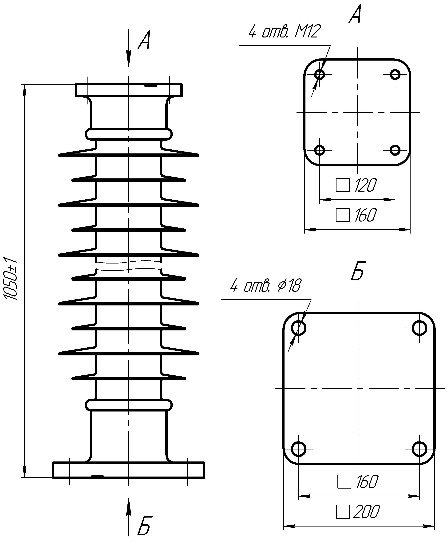 А
А
4 отв. М12
□120
□160
1050±1
Б
4 отв. ⌀18
∟160
□200
Б